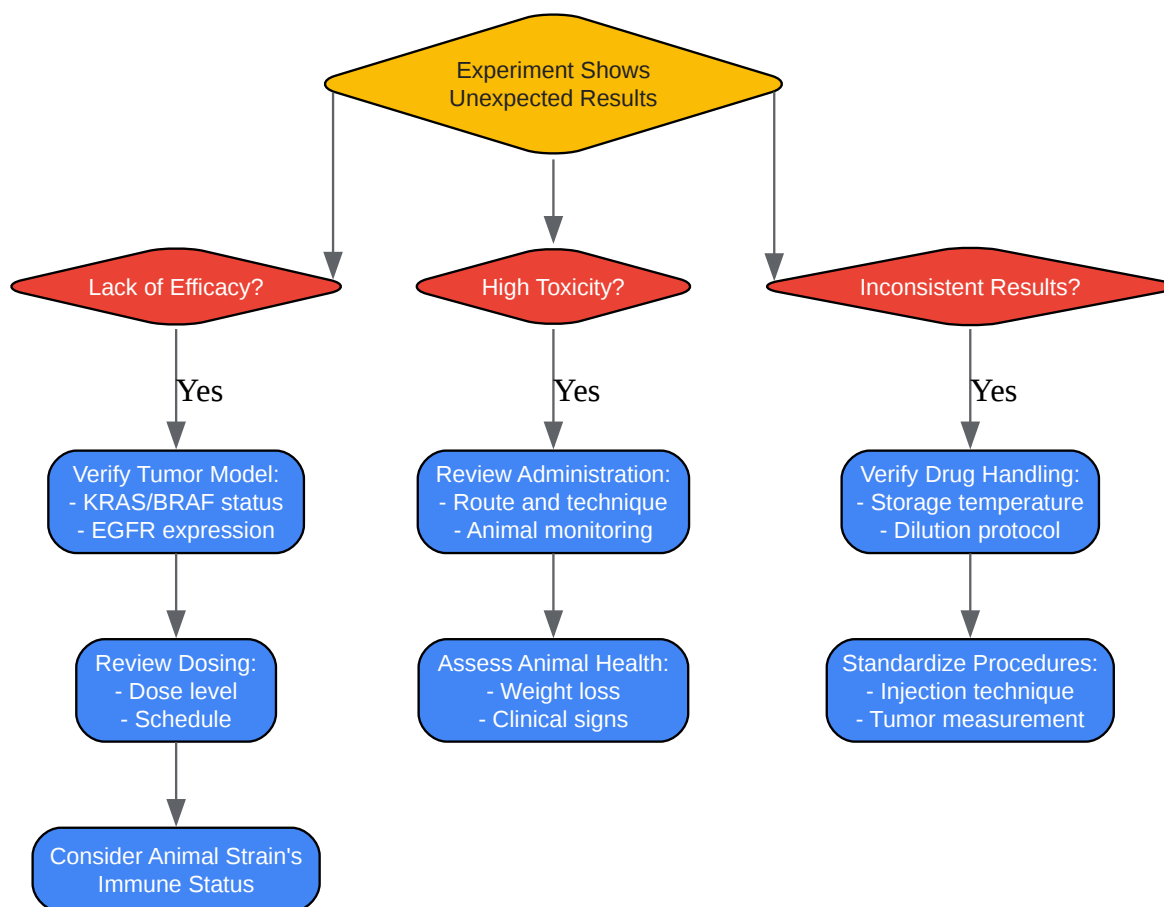 Experiment Shows
Unexpected Results
Lack of Efficacy?
High Toxicity?
Inconsistent Results?
Yes
Yes
Yes
Verify Tumor Model:
- KRAS/BRAF status
- EGFR expression
Review Administration:
- Route and technique
- Animal monitoring
Verify Drug Handling:
- Storage temperature
- Dilution protocol
Review Dosing:
- Dose level
- Schedule
Assess Animal Health:
- Weight loss
- Clinical signs
Standardize Procedures:
- Injection technique
- Tumor measurement
Consider Animal Strain's
Immune Status